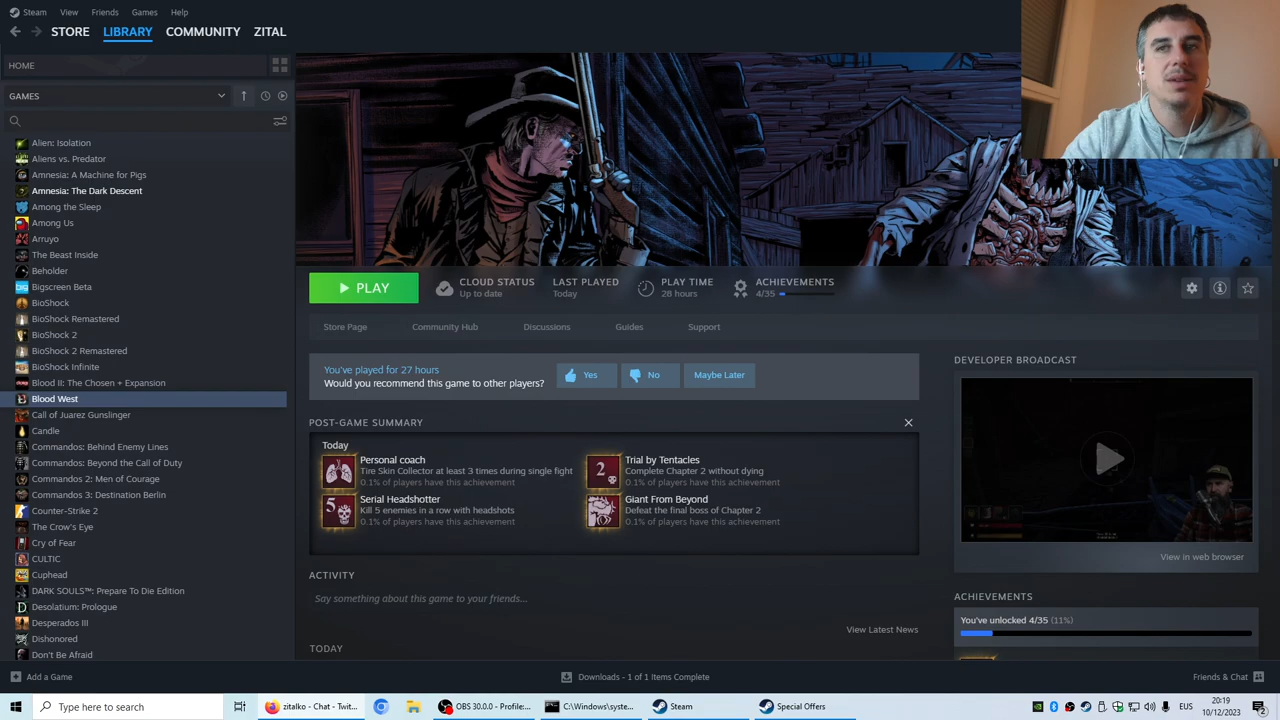 Steam View Friends Games Help
STORE LIBRARY COMMUNITY ZITAL
HOME
GAMES
Alien: Isolation
Aliens vs. Predator
Amnesia: A Machine for Pigs
Amnesia: The Dark Descent
Among the Sleep
Among Us
Arruyo
The Beast Inside
Beholder
Bigscreen Beta
BioShock
BioShock Remastered
BioShock 2
BioShock 2 Remastered
BioShock Infinite
Blood II: The Chosen + Expansion
Blood West
Call of Juarez Gunslinger
Candle
Commandos: Behind Enemy Lines
Commandos: Beyond the Call of Duty
Commandos 2: Men of Courage
Commandos 3: Destination Berlin
Counter-Strike 2
The Crow's Eye
Cry of Fear
CULTIC
Cuphead
DARK SOULS™: Prepare To Die Edition
Desolatium: Prologue
Desperados III
Dishonored
Don't Be Afraid
Add a Game
PLAY
CLOUD STATUS
Up to date
LAST PLAYED
Today
PLAY TIME
28 hours
ACHIEVEMENTS
4/35
Store Page Community Hub Discussions Guides Support
You've played for 27 hours
Would you recommend this game to other players?
Yes No Maybe Later
POST-GAME SUMMARY
Today
Personal coach
Tire Skin Collector at least 3 times during single fight
0.1% of players have this achievement
Trial by Tentacles
Complete Chapter 2 without dying
0.1% of players have this achievement
Serial Headshotter
Kill 5 enemies in a row with headshots
0.1% of players have this achievement
Giant From Beyond
Defeat the final boss of Chapter 2
0.1% of players have this achievement
ACTIVITY
Say something about this game to your friends...
View Latest News
TODAY
DEVELOPER BROADCAST
View in web browser
ACHIEVEMENTS
You've unlocked 4/35 (11%)
Downloads - 1 of 1 Items Complete
Friends & Chat
Type here to search
zitalko - Chat - Twit...
OBS 30.0.0 - Profile:...
C:\Windows\syste...
Steam
Special Offers
EUS
20:19
10/12/2023
2